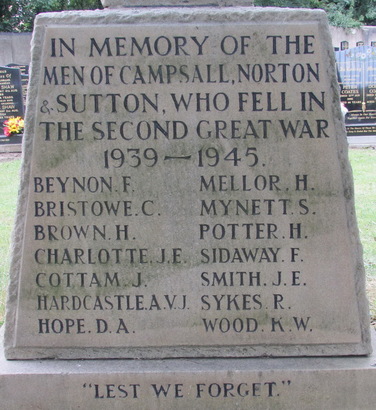 IN MEMORY OF THE
MEN OF CAMPSALL, NORTON
& SUTTON, WHO FELL IN
THE SECOND GREAT WAR
1939 — 1945.
BEYNON. F. MELLOR. H.
BRISTOWE. C. MYNETT. S.
BROWN. H. POTTER. H.
CHARLOTTE. J.E. SIDAWAY. F.
COTTAM. J. SMITH. J.E.
HARDCASTLE. A.V.J. SYKES. R.
HOPE. D.A. WOOD. K.W.
"LEST WE FORGET."